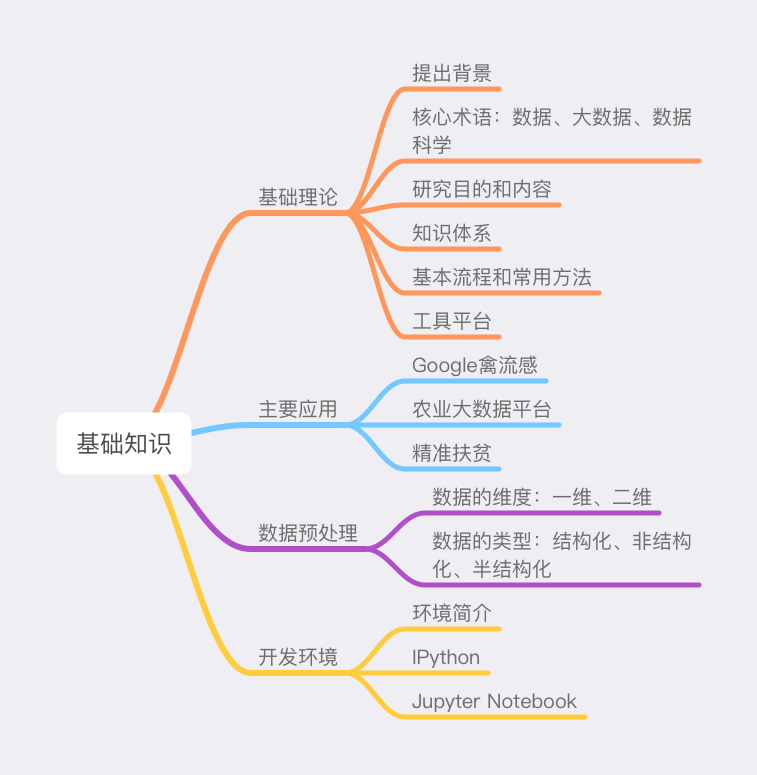 基础知识
基础理论
提出背景
核心术语：数据、大数据、数据
科学
研究目的和内容
知识体系
基本流程和常用方法
工具平台
主要应用
Google禽流感
农业大数据平台
精准扶贫
数据预处理
数据的维度：一维、二维
数据的类型：结构化、非结构
化、半结构化
开发环境
环境简介
IPython
Jupyter Notebook